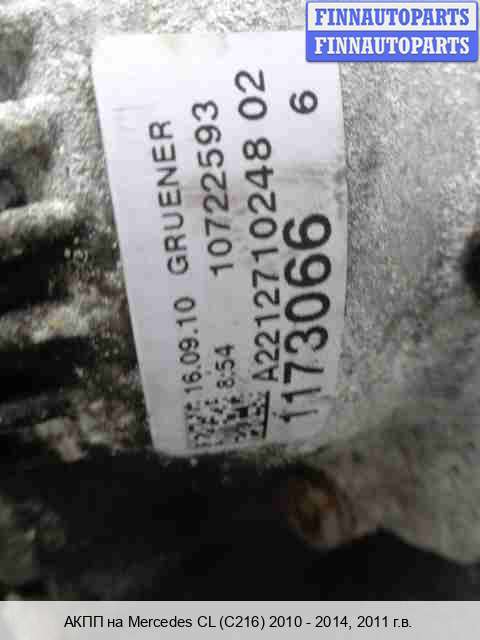 FINNAUTOPARTS
FINNAUTOPARTS
16.09.10 GRUENER
8:54 10722593
A2212710248 02
1173066 6
АКПП на Mercedes CL (C216) 2010 - 2014, 2011 г.в.